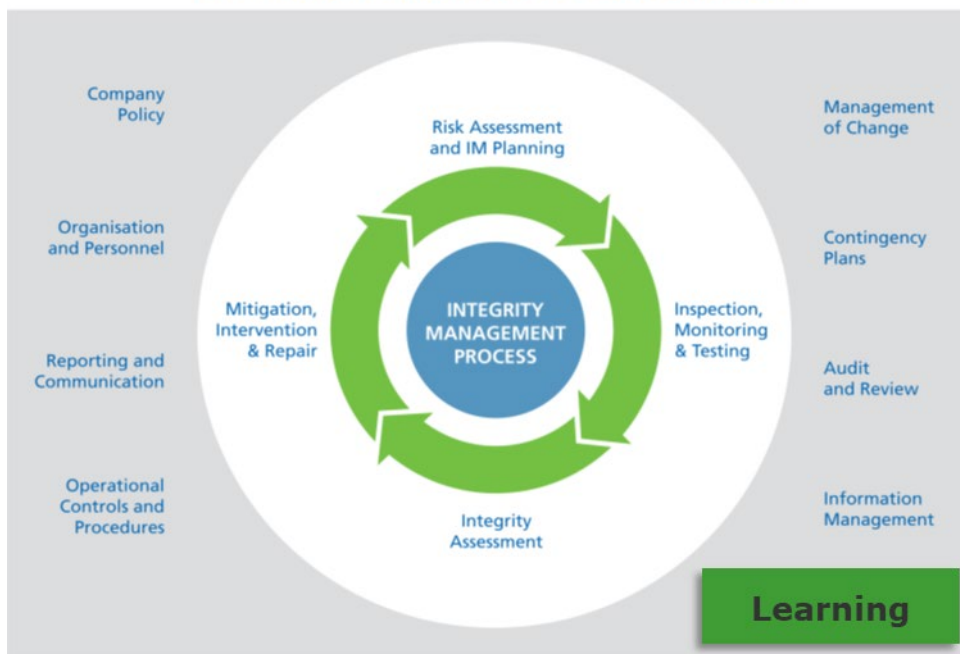 Company
Policy
Organisation
and Personnel
Reporting and
Communication
Operational
Controls and
Procedures
Risk Assessment
and IM Planning
Mitigation,
Intervention
& Repair
INTEGRITY
MANAGEMENT
PROCESS
Inspection,
Monitoring
& Testing
Integrity
Assessment
Management
of Change
Contingency
Plans
Audit
and Review
Information
Management
Learning